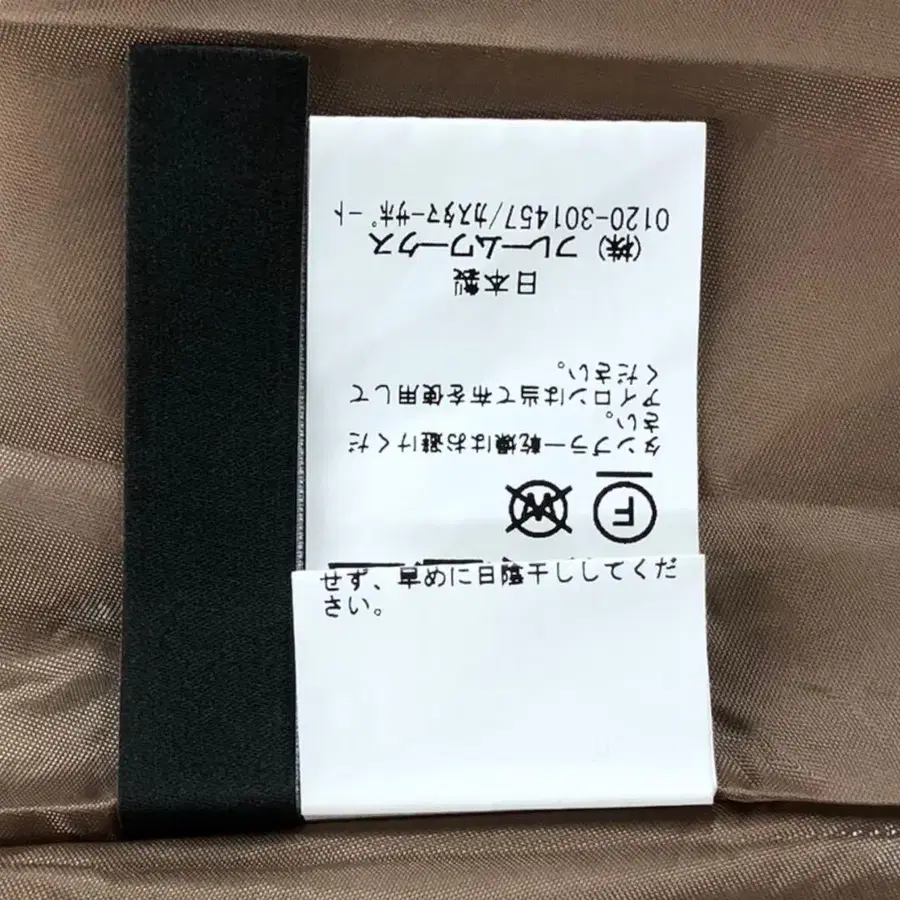 F
W
タンブラー乾燥はお避けくだ
さい。
アイロンは当て布を使用して
ください。
日本製
(株) フレームワークス
0120-301457/カスタマーサポート
せず、早めに日陰干ししてくだ
さい。